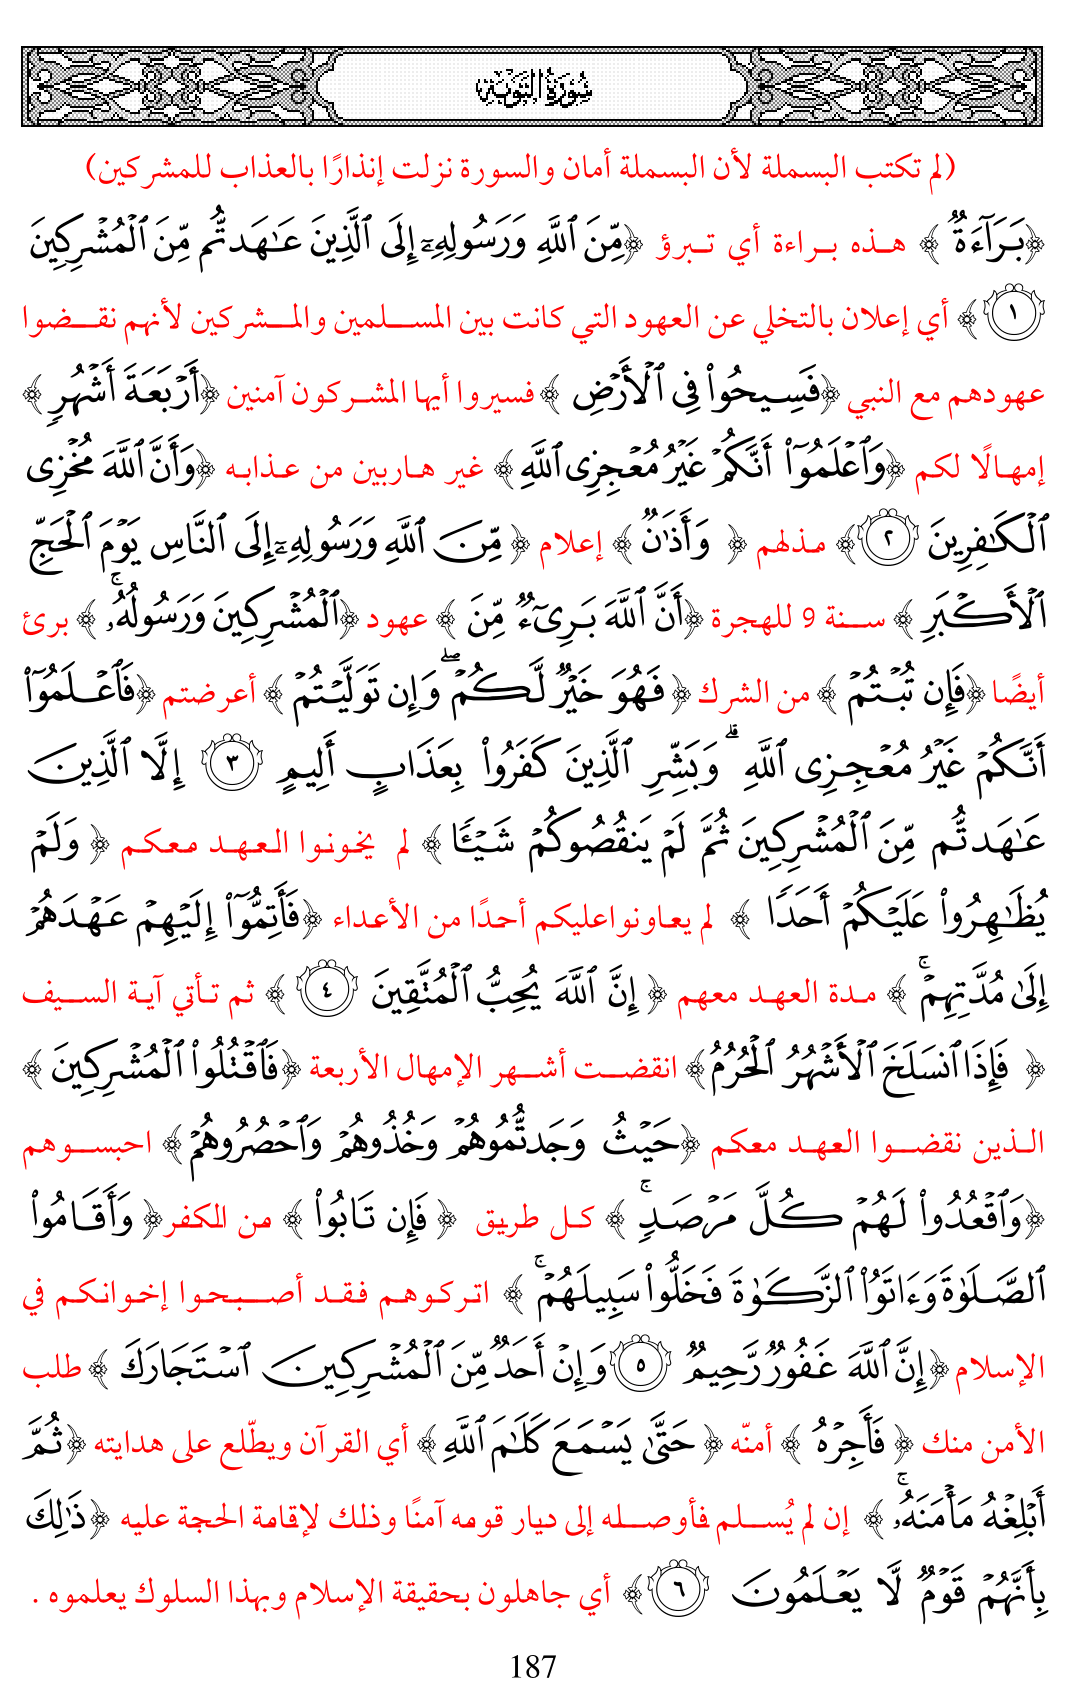 سُورَةُ التَّوْبَةِ
(لم تكتب البسملة لأن البسملة أمان والسورة نزلت إنذارًا بالعذاب للمشركين)
﴿بَرَآءَةٌ ﴾ هذه براءة أي تبرؤ ﴿مِّنَ ٱللَّهِ وَرَسُولِهِۦٓ إِلَى ٱلَّذِينَ عَـٰهَدتُّم مِّنَ ٱلْمُشْرِكِينَ
١﴾ أي إعلان بالتخلي عن العهود التي كانت بين المسلمين والمشركين لأنهم نقضوا
عهودهم مع النبي ﴿فَسِيحُوا۟ فِى ٱلْأَرْضِ ﴾ فسيروا أيها المشركون آمنين ﴿أَرْبَعَةَ أَشْهُرٍ ﴾
إمهالًا لكم ﴿وَٱعْلَمُوٓا۟ أَنَّكُمْ غَيْرُ مُعْجِزِى ٱللَّهِ ﴾ غير هاربين من عذابه ﴿وَأَنَّ ٱللَّهَ مُخْزِى
ٱلْكَـٰفِرِينَ ٢﴾ مذلهم ﴿ وَأَذَٰنٌ ﴾ إعلام ﴿ مِّنَ ٱللَّهِ وَرَسُولِهِۦٓ إِلَى ٱلنَّاسِ يَوْمَ ٱلْحَجِّ
ٱلْأَكْبَرِ ﴾ سنة 9 للهجرة ﴿أَنَّ ٱللَّهَ بَرِىٓءٌ مِّنَ ﴾ عهود ﴿ٱلْمُشْرِكِينَ وَرَسُولُهُۥ ۚ ﴾ برئ
أيضًا ﴿فَإِن تُبْتُمْ ﴾ من الشرك ﴿ فَهُوَ خَيْرٌ لَّكُمْ ۖ وَإِن تَوَلَّيْتُمْ ﴾ أعرضتم ﴿فَٱعْلَمُوٓا۟
أَنَّكُمْ غَيْرُ مُعْجِزِى ٱللَّهِ ۗ وَبَشِّرِ ٱلَّذِينَ كَفَرُوا۟ بِعَذَابٍ أَلِيمٍ ٣ إِلَّا ٱلَّذِينَ
عَـٰهَدتُّم مِّنَ ٱلْمُشْرِكِينَ ثُمَّ لَمْ يَنقُصُوكُمْ شَيْـًٔا ﴾ لم يخونوا العهد معكم ﴿ وَلَمْ
يُظَـٰهِرُوا۟ عَلَيْكُمْ أَحَدًا ﴾ لم يعاونواعليكم أحدًا من الأعداء ﴿فَأَتِمُّوٓا۟ إِلَيْهِمْ عَهْدَهُمْ
إِلَىٰ مُدَّتِهِمْ ۚ ﴾ مدة العهد معهم ﴿ إِنَّ ٱللَّهَ يُحِبُّ ٱلْمُتَّقِينَ ٤ ﴾ ثم تأتي آية السيف
﴿ فَإِذَا ٱنسَلَخَ ٱلْأَشْهُرُ ٱلْحُرُمُ﴾ انقضت أشهر الإمهال الأربعة ﴿فَٱقْتُلُوا۟ ٱلْمُشْرِكِينَ ﴾
الذين نقضوا العهد معكم ﴿حَيْثُ وَجَدتُّمُوهُمْ وَخُذُوهُمْ وَٱحْصُرُوهُمْ﴾ احبسوهم
﴿وَٱقْعُدُوا۟ لَهُمْ كُلَّ مَرْصَدٍ ۚ ﴾ كل طريق ﴿ فَإِن تَابُوا۟ ﴾ من الكفر﴿ وَأَقَامُوا۟
ٱلصَّلَوٰةَ وَءَاتَوُا۟ ٱلزَّكَوٰةَ فَخَلُّوا۟ سَبِيلَهُمْ ۚ ﴾ اتركوهم فقد أصبحوا إخوانكم في
الإسلام ﴿إِنَّ ٱللَّهَ غَفُورٌ رَّحِيمٌ ٥ وَإِنْ أَحَدٌ مِّنَ ٱلْمُشْرِكِينَ ٱسْتَجَارَكَ ﴾ طلب
الأمن منك ﴿ فَأَجِرْهُ ﴾ أمنّه ﴿ حَتَّىٰ يَسْمَعَ كَلَـٰمَ ٱللَّهِ﴾ أي القرآن ويطّلع على هدايته ﴿ثُمَّ
أَبْلِغْهُ مَأْمَنَهُۥ ۚ ﴾ إن لم يُسلم فأوصله إلى ديار قومه آمنًا وذلك لإقامة الحجة عليه ﴿ذَٰلِكَ
بِأَنَّهُمْ قَوْمٌ لَّا يَعْلَمُونَ ٦﴾ أي جاهلون بحقيقة الإسلام وبهذا السلوك يعلموه .
187